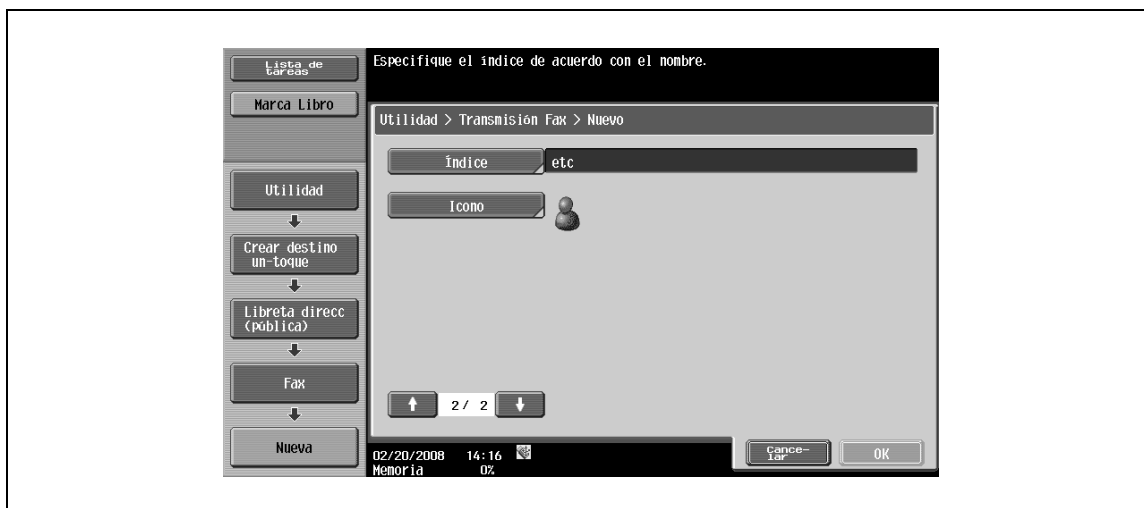 Lista de
tareas
Marca Libro
Utilidad
Crear destino
un-toque
Libreta direcc
(pública)
Fax
Nueva
Especifique el índice de acuerdo con el nombre.
Utilidad > Transmisión Fax > Nuevo
Índice etc
Icono
2/ 2
02/20/2008 14:16
Memoria 0%
Cance-
lar
OK